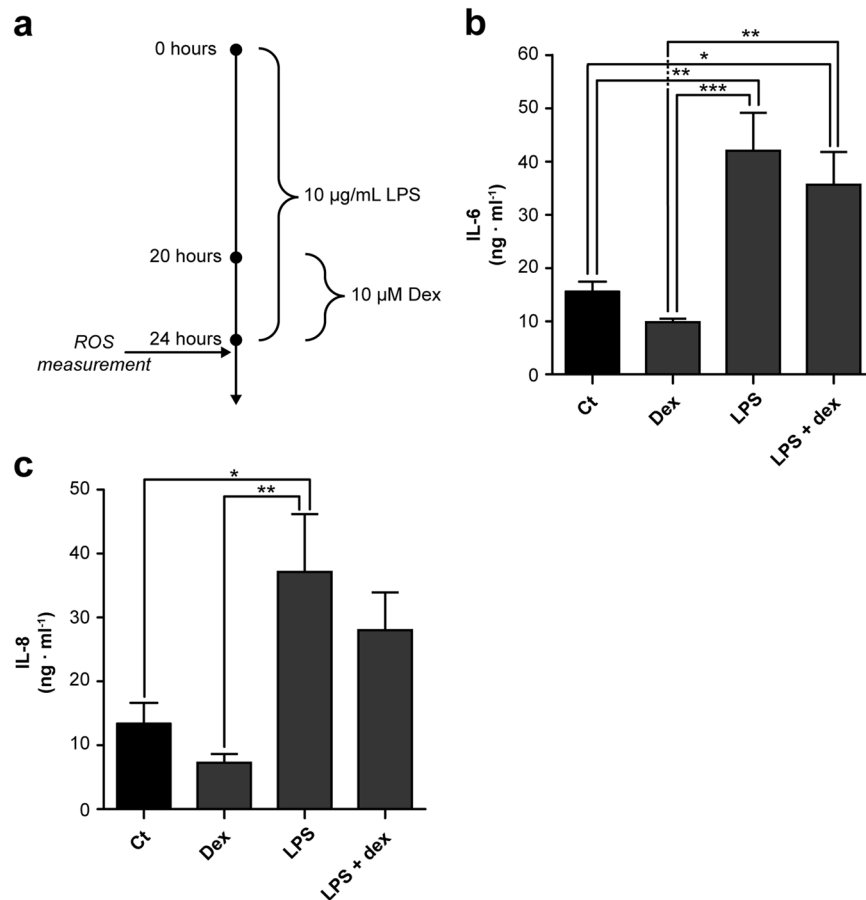 a
0 hours
10 µg/mL LPS
20 hours
10 µM Dex
24 hours
ROS
measurement
b
IL-6
(ng · ml-1)
60
50
40
30
20
10
0
**
*
**
***
Ct
Dex
LPS
LPS + dex
c
IL-8
(ng · ml-1)
50
40
30
20
10
0
*
**
Ct
Dex
LPS
LPS + dex